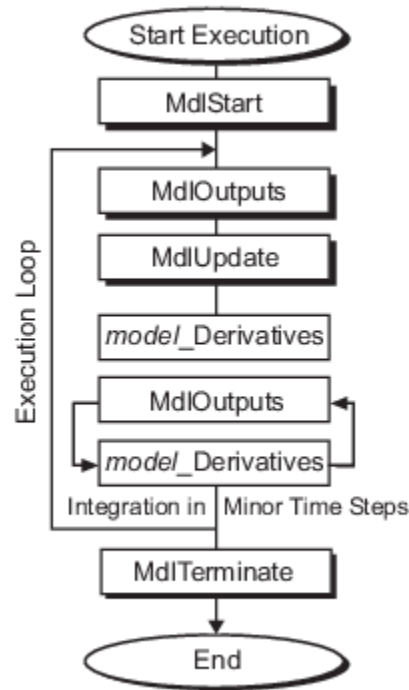 Start Execution
MdlStart
MdlOutputs
MdlUpdate
model_Derivatives
MdlOutputs
model_Derivatives
Integration in Minor Time Steps
MdlTerminate
End
Execution Loop